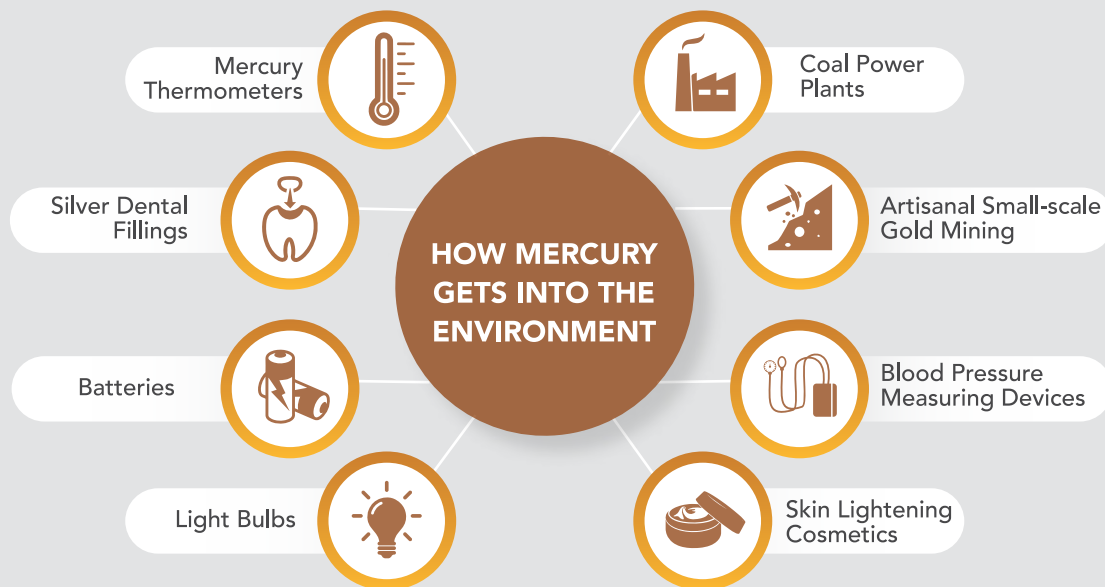 Mercury
Thermometers
Coal Power
Plants
Silver Dental
Fillings
Artisanal Small-scale
Gold Mining
HOW MERCURY
GETS INTO THE
ENVIRONMENT
Batteries
Blood Pressure
Measuring Devices
Light Bulbs
Skin Lightening
Cosmetics